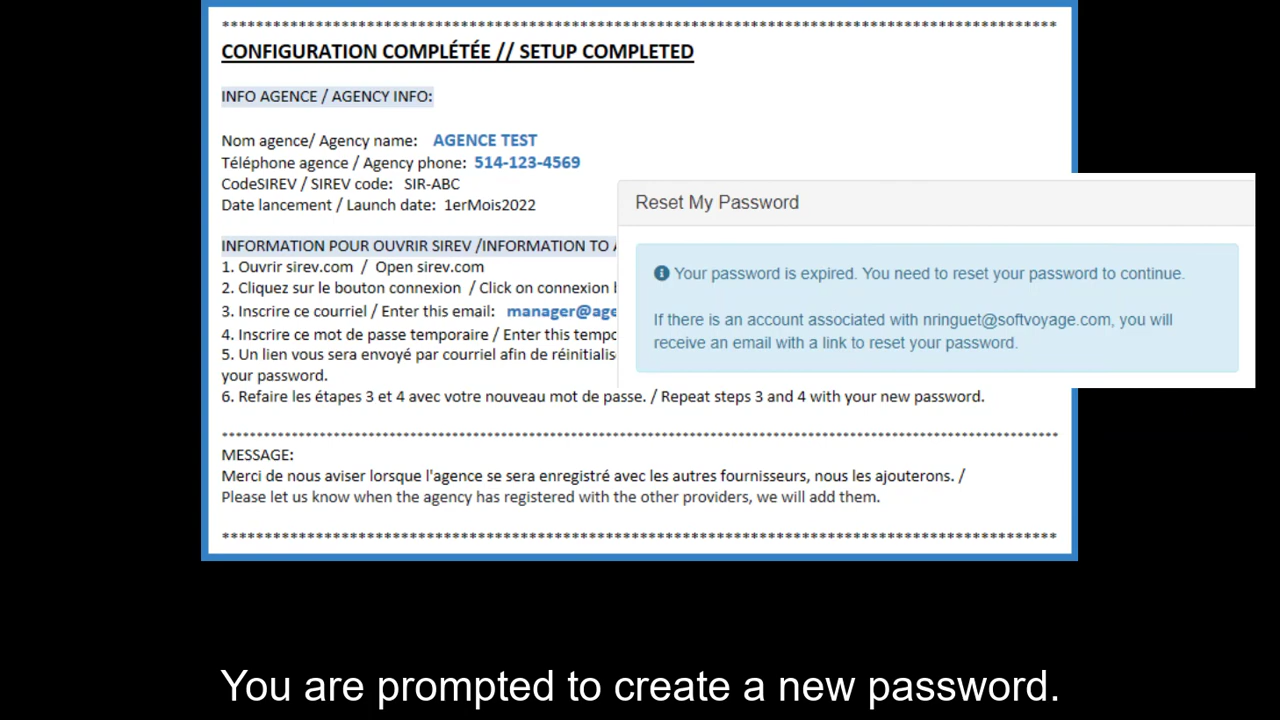 ************************************************************************************************
CONFIGURATION COMPLÉTÉE // SETUP COMPLETED
INFO AGENCE / AGENCY INFO:
Nom agence/ Agency name: AGENCE TEST
Téléphone agence / Agency phone: 514-123-4569
CodeSIREV / SIREV code: SIR-ABC
Date lancement / Launch date: 1erMois2022
INFORMATION POUR OUVRIR SIREV /INFORMATION TO
1. Ouvrir sirev.com / Open sirev.com
2. Cliquez sur le bouton connexion / Click on connexion
3. Inscrire ce courriel / Enter this email: manager@age
4. Inscrire ce mot de passe temporaire / Enter this tempo
5. Un lien vous sera envoyé par courriel afin de réinitialis
your password.
6. Refaire les étapes 3 et 4 avec votre nouveau mot de passe. / Repeat steps 3 and 4 with your new password.
Reset My Password
Your password is expired. You need to reset your password to continue.
If there is an account associated with nringuet@softvoyage.com, you will
receive an email with a link to reset your password.
************************************************************************************************
MESSAGE:
Merci de nous aviser lorsque l'agence se sera enregistré avec les autres fournisseurs, nous les ajouterons. /
Please let us know when the agency has registered with the other providers, we will add them.
************************************************************************************************
You are prompted to create a new password.